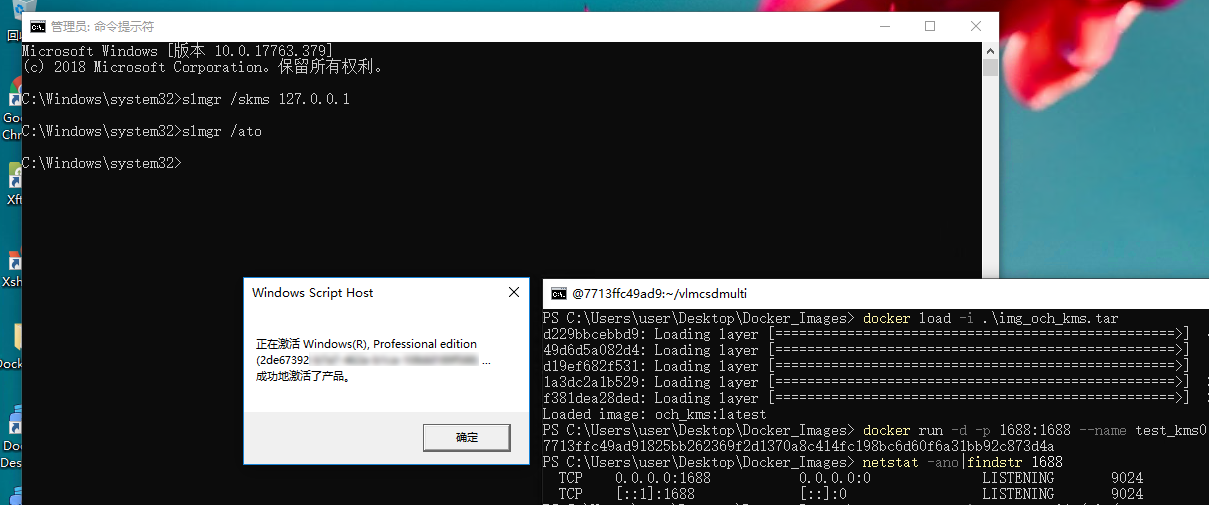 管理员: 命令提示符
Microsoft Windows [版本 10.0.17763.379]
(c) 2018 Microsoft Corporation。保留所有权利。
C:\Windows\system32>slmgr /skms 127.0.0.1
C:\Windows\system32>slmgr /ato
C:\Windows\system32>
Goo
Chr
Xft
Xsh
Dock
Doc
Des
Windows Script Host
正在激活 Windows(R), Professional edition
(2de67392 ...
成功地激活了产品。
确定
@7713ffc49ad9:~/vlmcsdmulti
PS C:\Users\user\Desktop\Docker_Images> docker load -i .\img_och_kms.tar
d229bbcebbd9: Loading layer [==================================================>]
49d6d5a082d4: Loading layer [==================================================>]
d19ef682f531: Loading layer [==================================================>]
1a3dc2a1b529: Loading layer [==================================================>]
f381dea28ded: Loading layer [==================================================>]
Loaded image: och_kms:latest
PS C:\Users\user\Desktop\Docker_Images> docker run -d -p 1688:1688 --name test_kms0
7713ffc49ad91825bb262369f2d1370a8c414fc198bc6d60f6a31bb92c873d4a
PS C:\Users\user\Desktop\Docker_Images> netstat -ano|findstr 1688
TCP 0.0.0.0:1688 0.0.0.0:0 LISTENING 9024
TCP [::1]:1688 [::]:0 LISTENING 9024